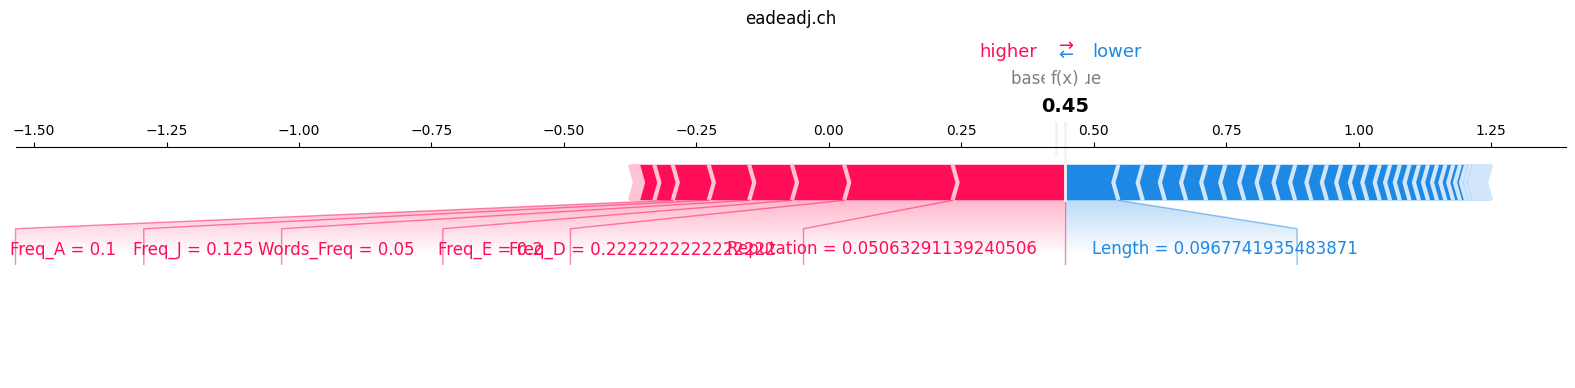 eadeadj.ch
higher ⇄ lower
base f(x) ue
0.45
−1.50 −1.25 −1.00 −0.75 −0.50 −0.25 0.00 0.25 0.50 0.75 1.00 1.25
Freq_A = 0.1 Freq_J = 0.125 Words_Freq = 0.05 Freq_E = 0.2 Freq_D = 0.2222222222222222 Reputation = 0.05063291139240506 Length = 0.0967741935483871